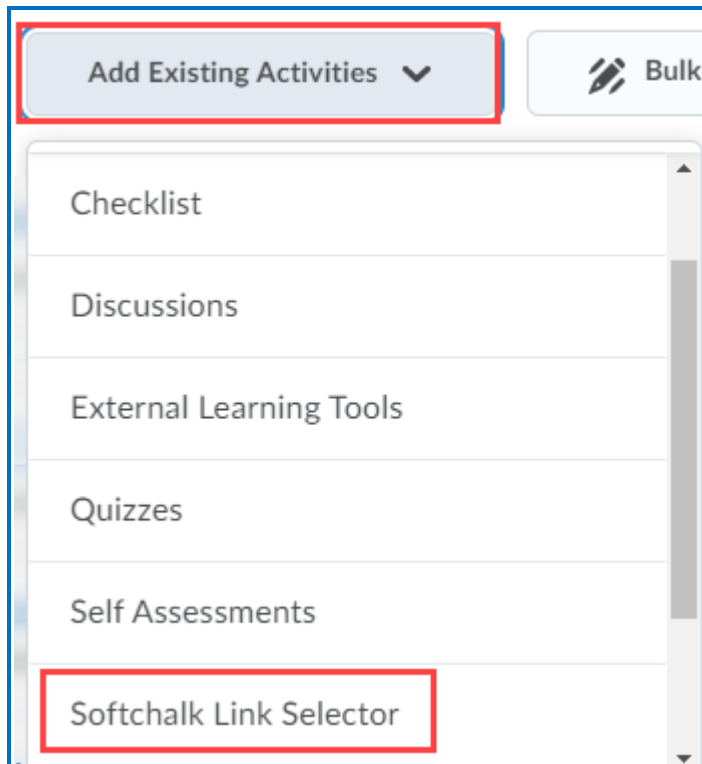 Add Existing Activities
Bulk
Checklist
Discussions
External Learning Tools
Quizzes
Self Assessments
Softchalk Link Selector